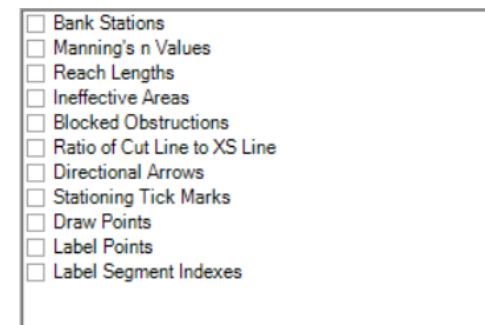 Bank Stations
Manning's n Values
Reach Lengths
Ineffective Areas
Blocked Obstructions
Ratio of Cut Line to XS Line
Directional Arrows
Stationing Tick Marks
Draw Points
Label Points
Label Segment Indexes